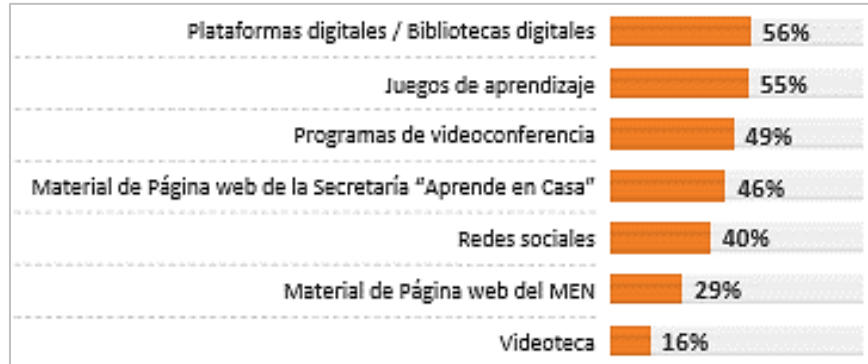 Plataformas digitales / Bibliotecas digitales 56%
Juegos de aprendizaje 55%
Programas de videoconferencia 49%
Material de Página web de la Secretaría "Aprende en Casa" 46%
Redes sociales 40%
Material de Página web del MEN 29%
Videoteca 16%